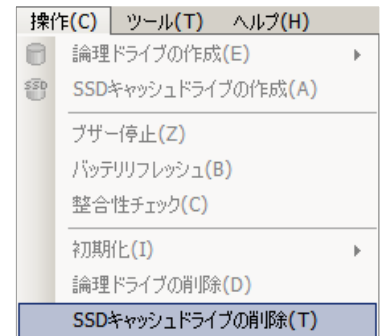 操作(C) ツール(T) ヘルプ(H)
論理ドライブの作成(E)
SSD SSDキャッシュドライブの作成(A)
ブザー停止(Z)
バッテリリフレッシュ(B)
整合性チェック(C)
初期化(I)
論理ドライブの削除(D)
SSDキャッシュドライブの削除(T)